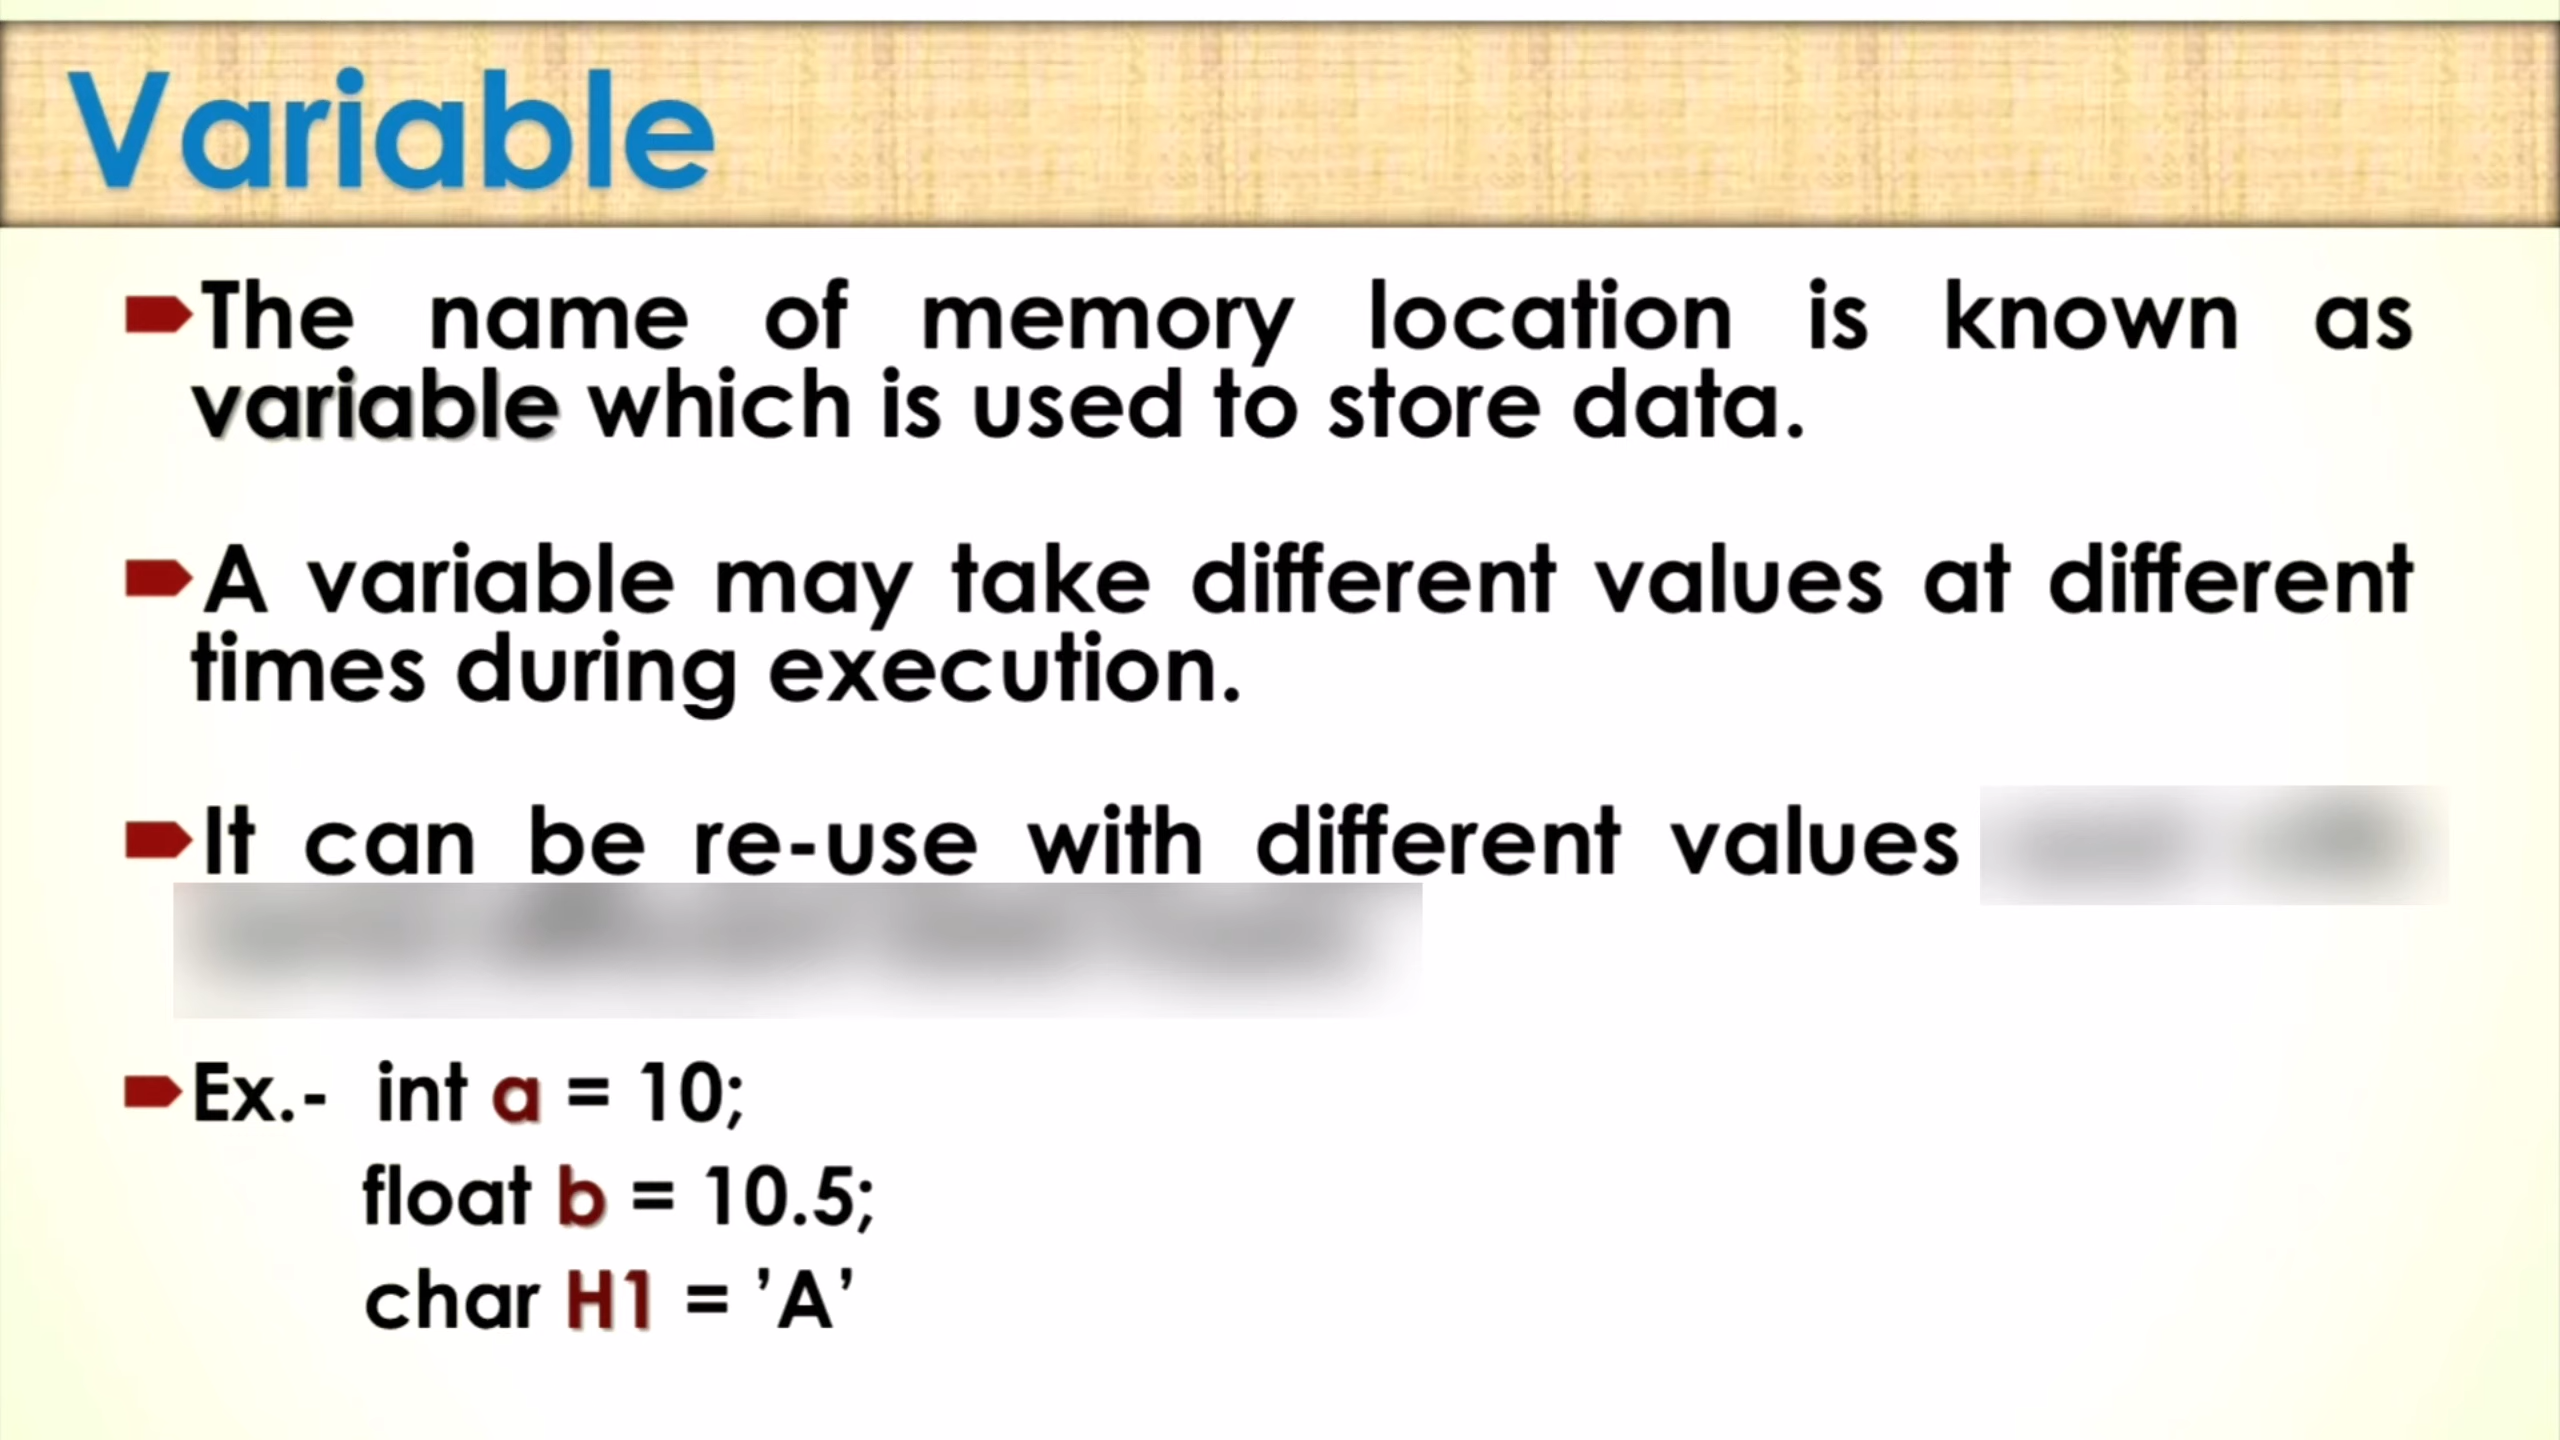 Variable
The name of memory location is known as
variable which is used to store data.
A variable may take different values at different
times during execution.
It can be re-use with different values
Ex.- int a = 10;
float b = 10.5;
char H1 = ’A’